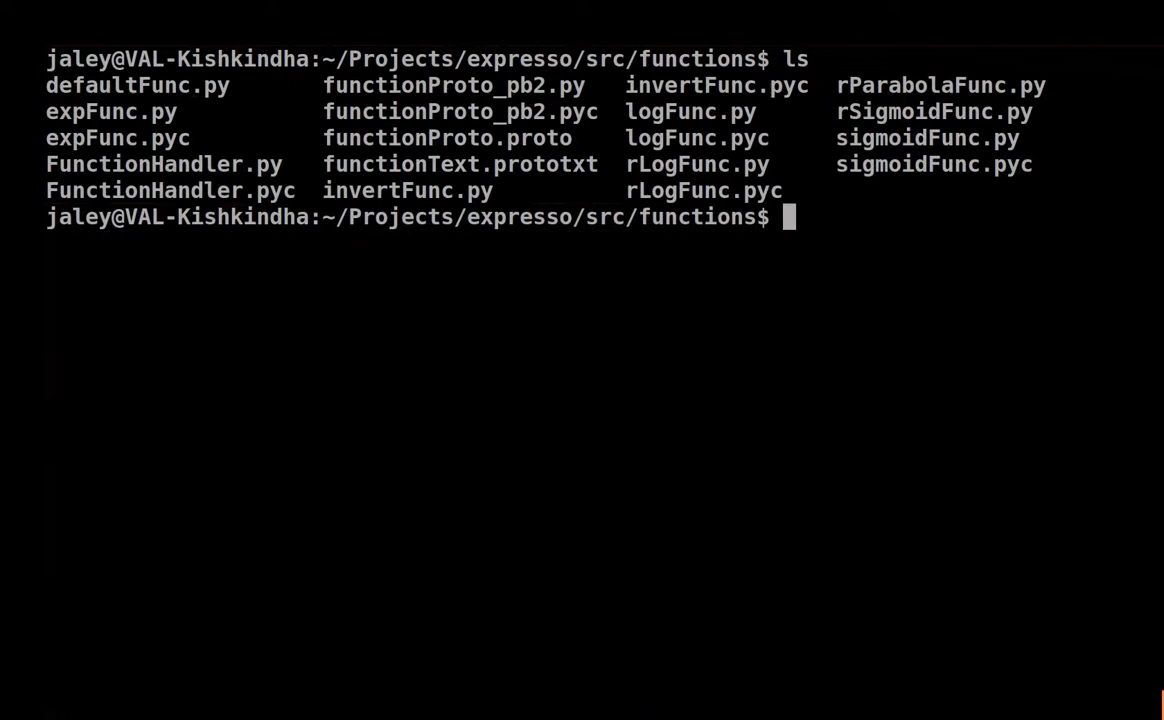 jaley@VAL-Kishkindha:~/Projects/expresso/src/functions$ ls
defaultFunc.py functionProto_pb2.py invertFunc.pyc rParabolaFunc.py
expFunc.py functionProto_pb2.pyc logFunc.py rSigmoidFunc.py
expFunc.pyc functionProto.proto logFunc.pyc sigmoidFunc.py
FunctionHandler.py functionText.prototxt rLogFunc.py sigmoidFunc.pyc
FunctionHandler.pyc invertFunc.py rLogFunc.pyc
jaley@VAL-Kishkindha:~/Projects/expresso/src/functions$